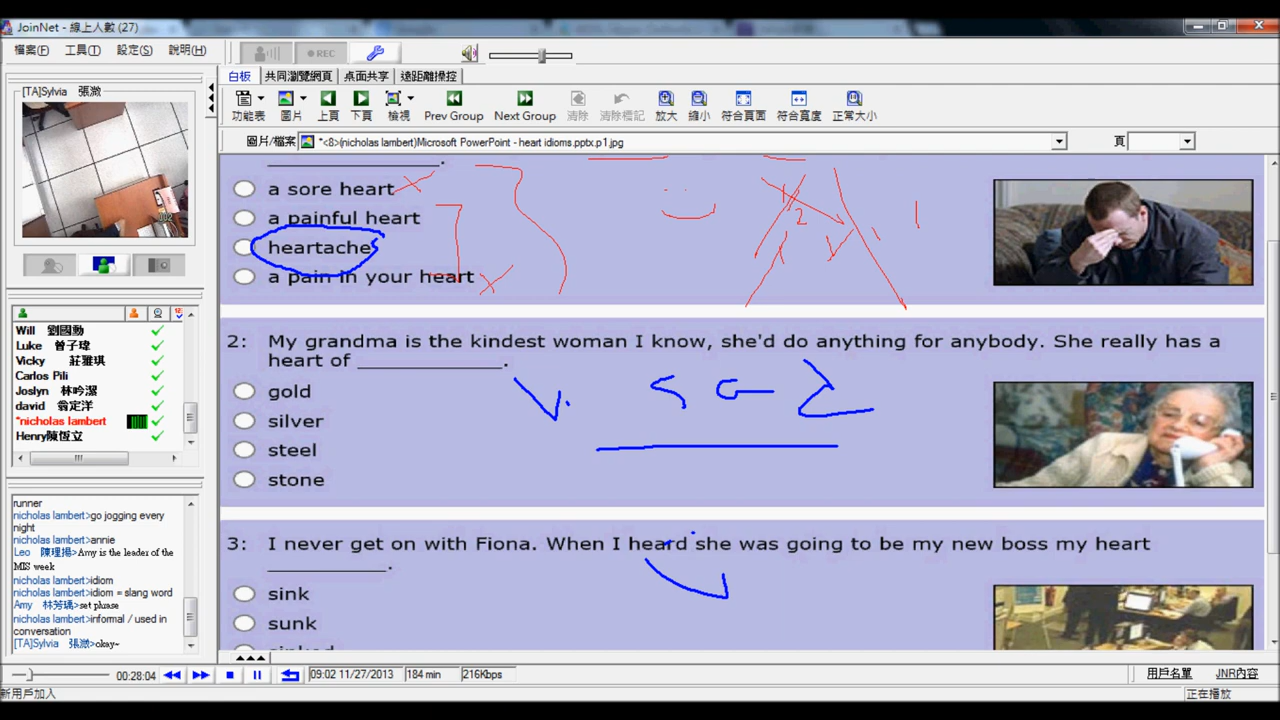 JoinNet - 線上人數 (27)
檔案(F) 工具(T) 設定(S) 說明(H)
REC
[TA]Sylvia 張溦
白板 共同瀏覽網頁 桌面共享 遠距離操控
功能表 圖片 上頁 下頁 檢視 Prev Group Next Group 清除 清除標記 放大 縮小 符合頁面 符合寬度 正常大小
圖片/檔案 *<8>(nicholas lambert)Microsoft PowerPoint - heart idioms.pptx.p1.jpg 頁
a sore heart
a painful heart
heartache
a pain in your heart
2: My grandma is the kindest woman I know, she'd do anything for anybody. She really has a
heart of ____________.
gold
silver
steel
stone
3: I never get on with Fiona. When I heard she was going to be my new boss my heart
____________.
sink
sunk
Will 劉國勳
Luke 曾子瑋
Vicky 莊雅琪
Carlos Pili
Joslyn 林吟潔
david 翁定洋
*nicholas lambert
Henry陳恆立
runner
nicholas lambert>go jogging every
night
nicholas lambert>annie
Leo 陳理揚>Amy is the leader of the
MIS week
nicholas lambert>idiom
nicholas lambert>idiom = slang word
Amy 林芳瑀>set phrase
nicholas lambert>informal / used in
conversation
[TA]Sylvia 張溦>okay~
00:28:04 09:02 11/27/2013 184 min 216Kbps 用戶名單 JNR內容
新用戶加入 正在播放